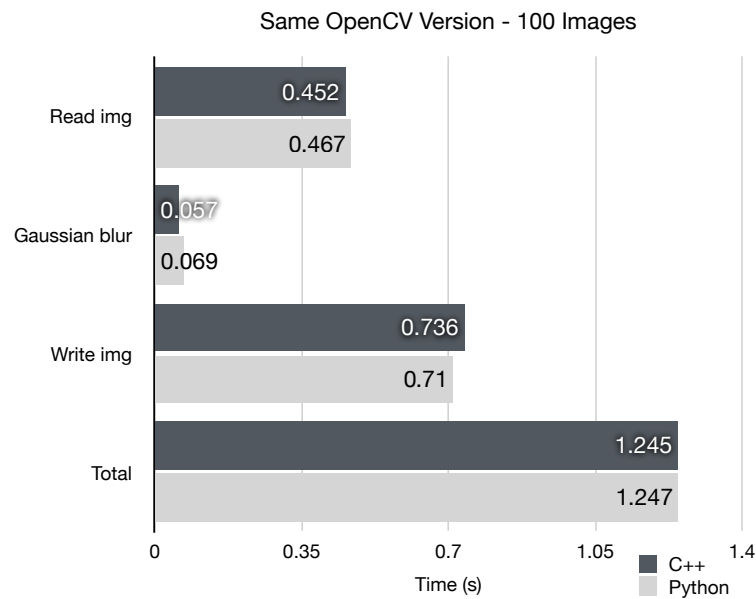 Same OpenCV Version - 100 Images
Read img
0.452
0.467
Gaussian blur
0.057
0.069
Write img
0.736
0.71
Total
1.245
1.247
0 0.35 0.7 1.05 1.4
Time (s)
C++
Python